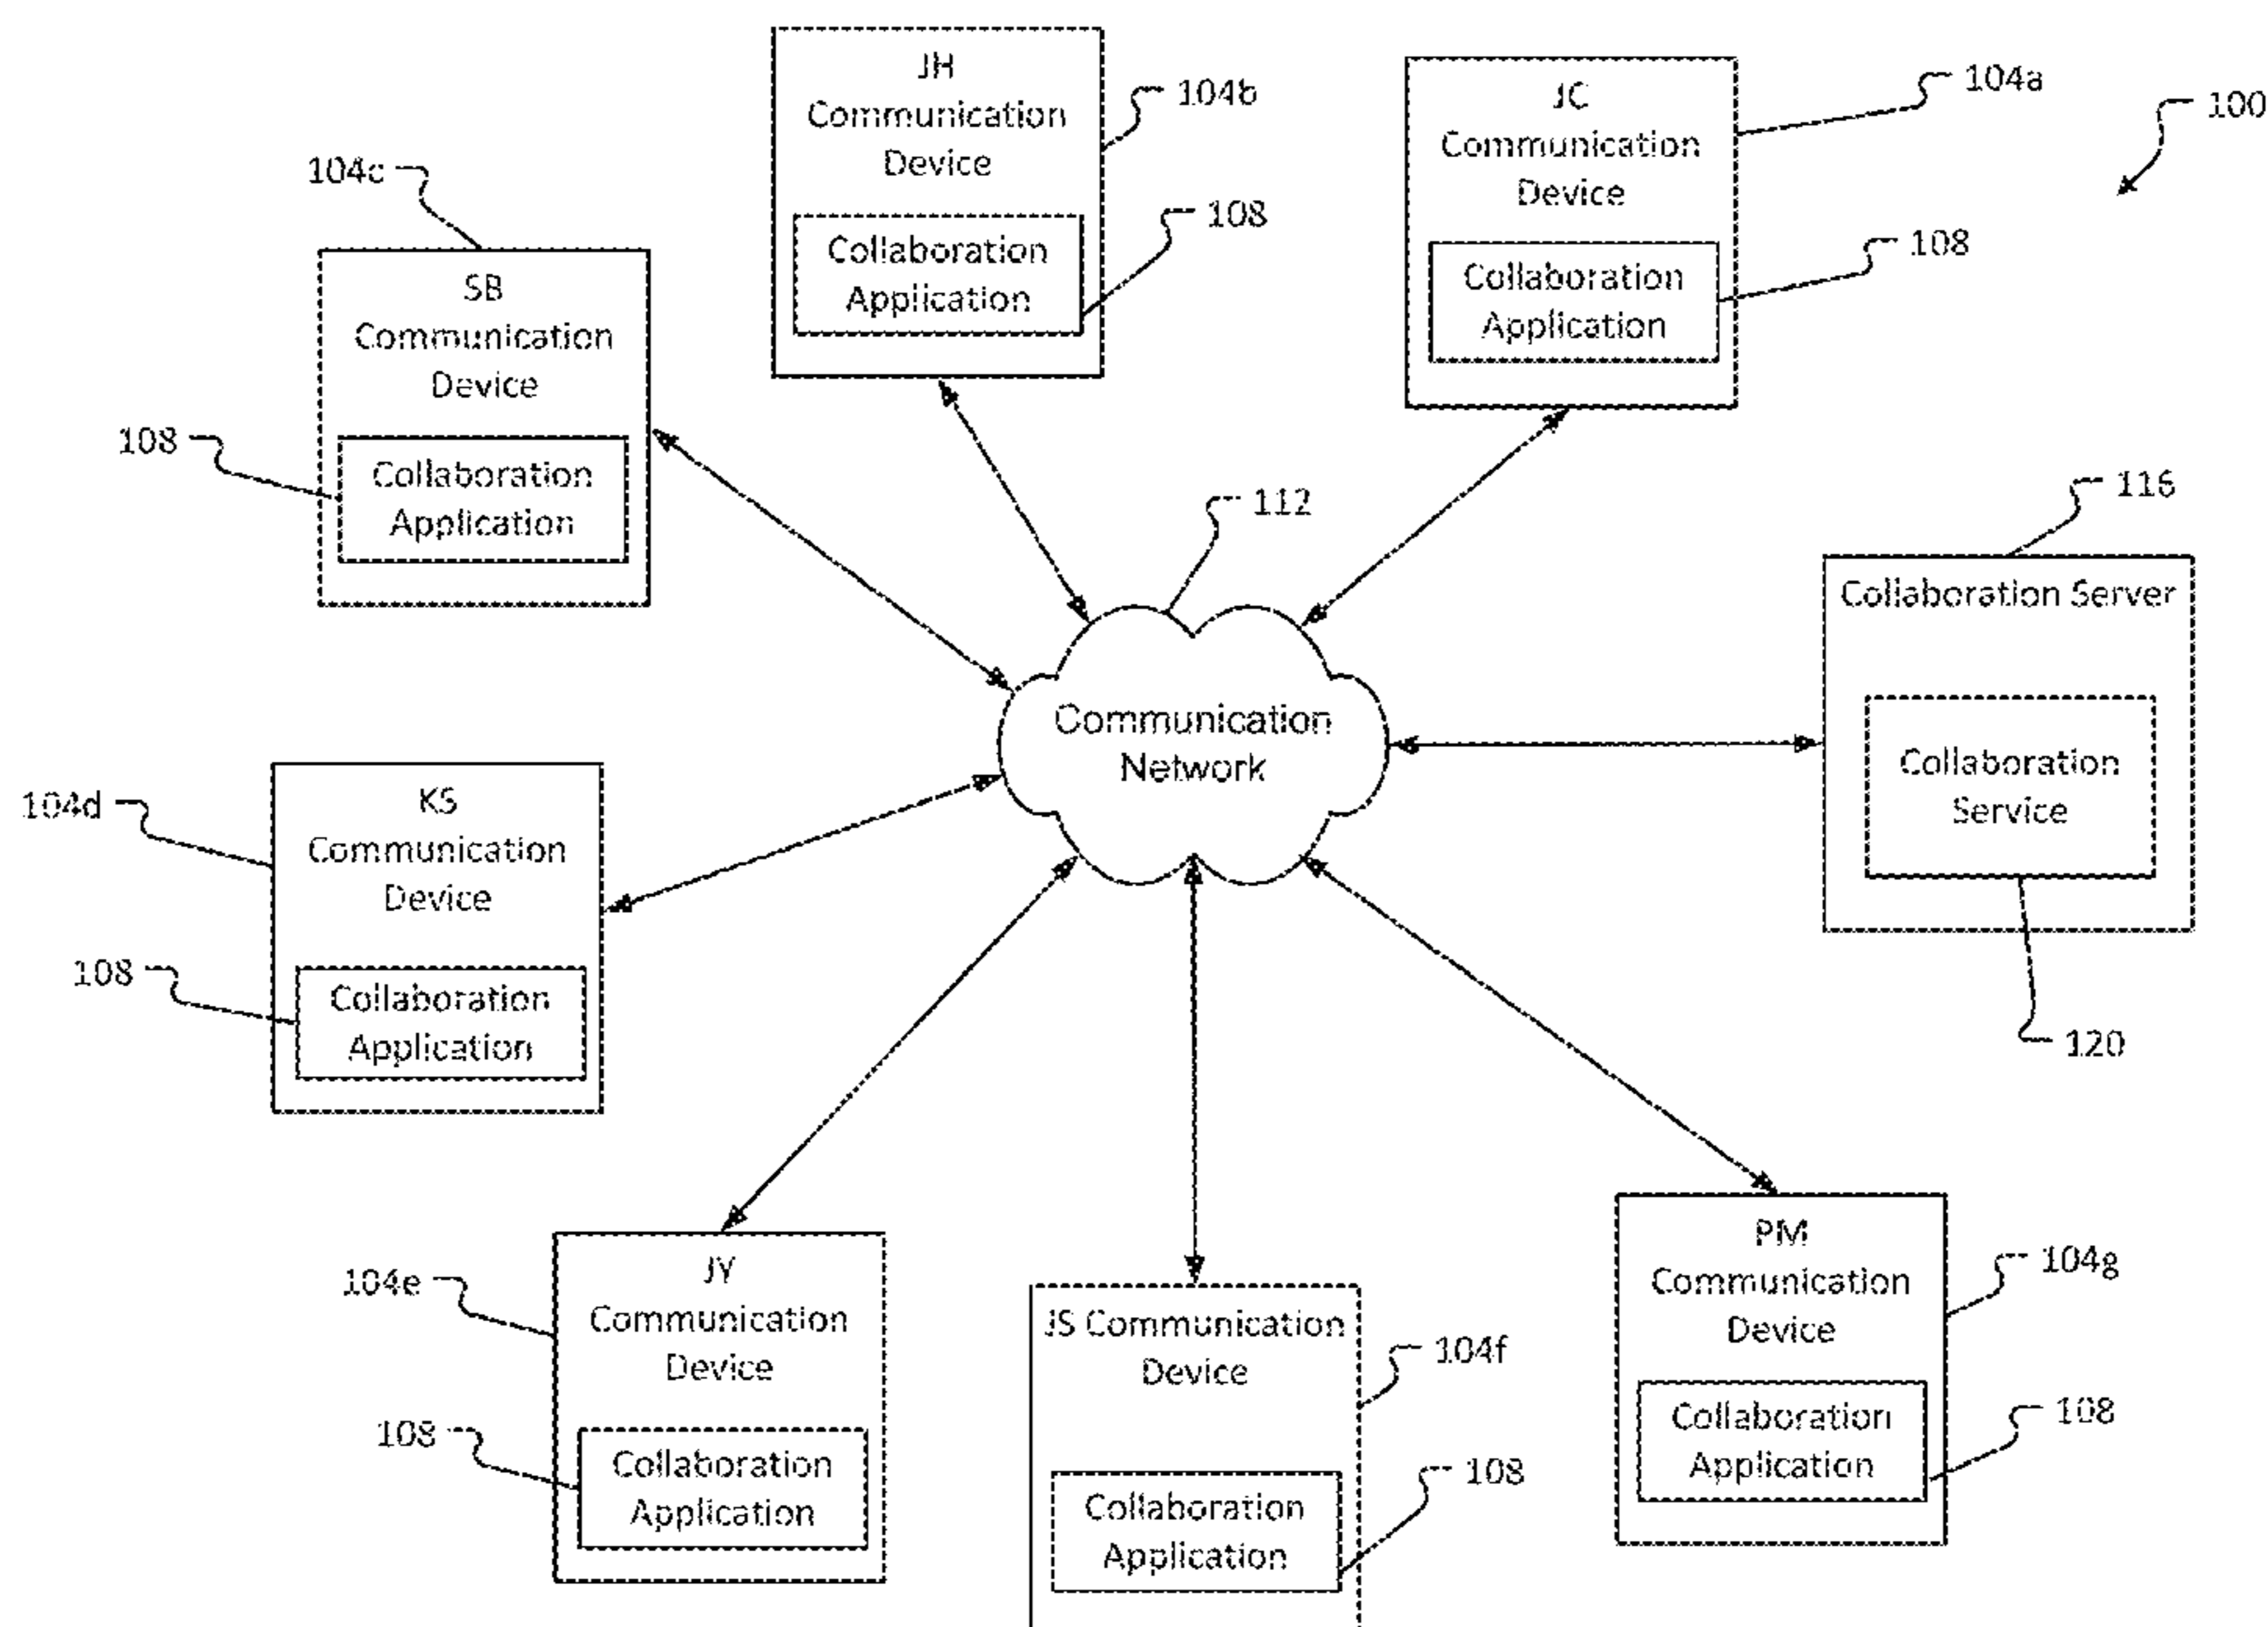 JH
Communication
Device
Collaboration
Application
104b
108
JC
Communication
Device
Collaboration
Application
104a
108
100
104c
SB
Communication
Device
108
Collaboration
Application
112
Communication
Network
116
Collaboration Server
Collaboration
Service
120
104d
KS
Communication
Device
108
Collaboration
Application
104e
JY
Communication
Device
108
Collaboration
Application
JS Communication
Device
104f
Collaboration
Application
108
PM
Communication
Device
104g
Collaboration
Application
108